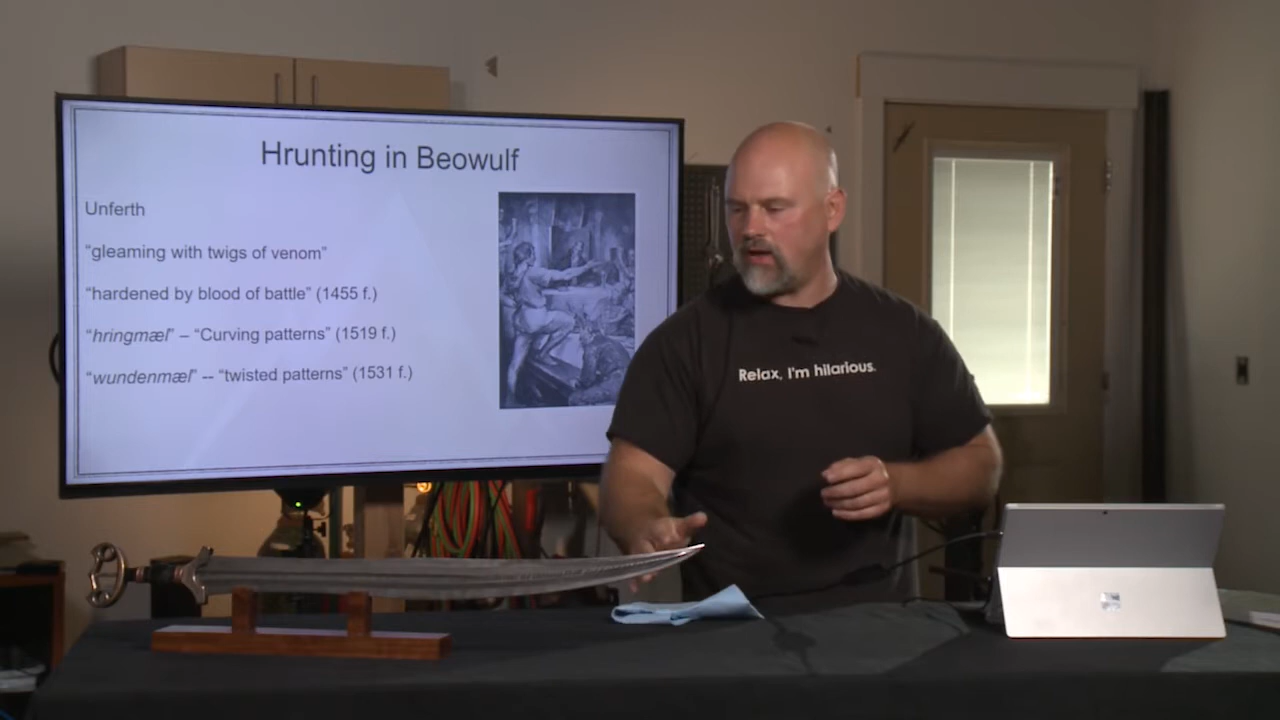 Hrunting in Beowulf
Unferth
“gleaming with twigs of venom”
“hardened by blood of battle” (1455 f.)
“hringmæl” – “Curving patterns” (1519 f.)
“wundenmæl” -- “twisted patterns” (1531 f.)
Relax, I'm hilarious.